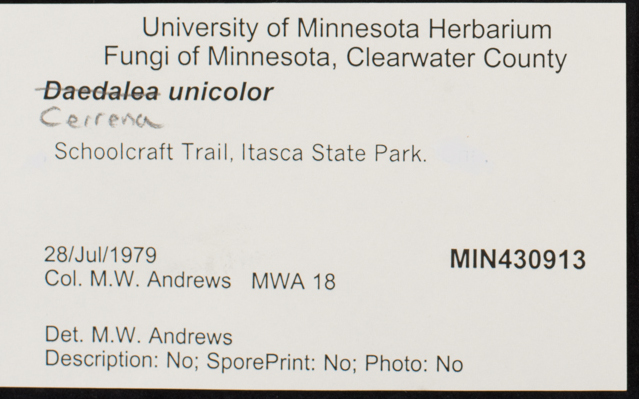 University of Minnesota Herbarium
Fungi of Minnesota, Clearwater County
Daedalea unicolor
Cerrena
Schoolcraft Trail, Itasca State Park.
28/Jul/1979
MIN430913
Col. M.W. Andrews MWA 18
Det. M.W. Andrews
Description: No; SporePrint: No; Photo: No